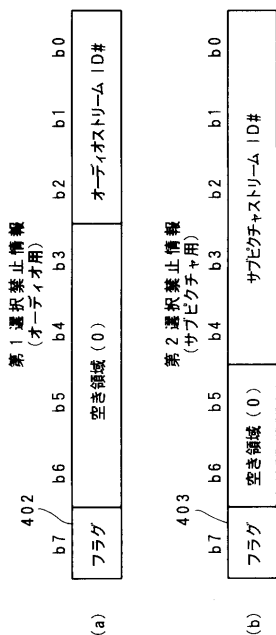 第1選択禁止情報
(オーディオ用)
402
b7 b6 b5 b4 b3 b2 b1 b0
(a) フラグ 空き領域(0) オーディオストリーム ID#
第2選択禁止情報
(サブピクチャ用)
403
b7 b6 b5 b4 b3 b2 b1 b0
(b) フラグ 空き領域(0) サブピクチャストリーム ID#